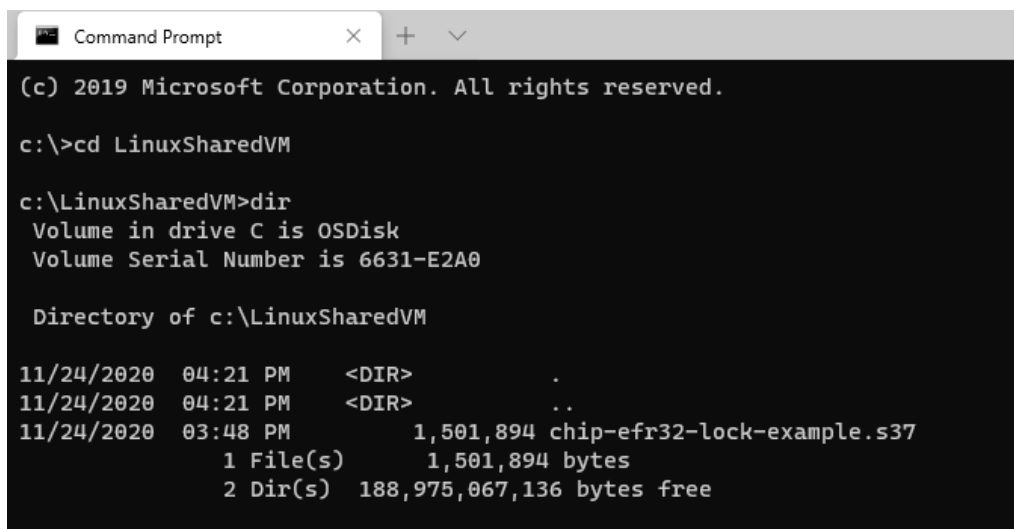 Command Prompt
(c) 2019 Microsoft Corporation. All rights reserved.
c:\>cd LinuxSharedVM
c:\LinuxSharedVM>dir
Volume in drive C is OSDisk
Volume Serial Number is 6631-E2A0
Directory of c:\LinuxSharedVM
11/24/2020  04:21 PM    <DIR>          .
11/24/2020  04:21 PM    <DIR>          ..
11/24/2020  03:48 PM         1,501,894 chip-efr32-lock-example.s37
1 File(s)      1,501,894 bytes
2 Dir(s)  188,975,067,136 bytes free